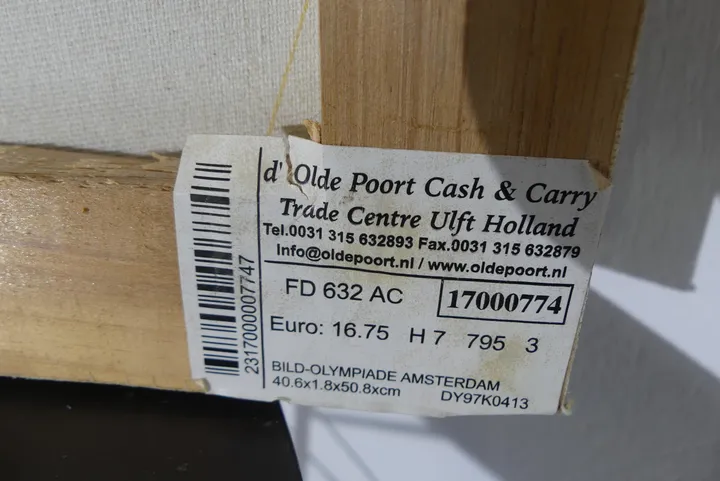 d' Olde Poort Cash & Carry
Trade Centre Ulft Holland
Tel.0031 315 632893 Fax.0031 315 632879
Info@oldepoort.nl / www.oldepoort.nl
FD 632 AC
17000774
Euro: 16.75 H 7 795 3
BILD-OLYMPIADE AMSTERDAM
40.6x1.8x50.8xcm DY97K0413
2317000007747